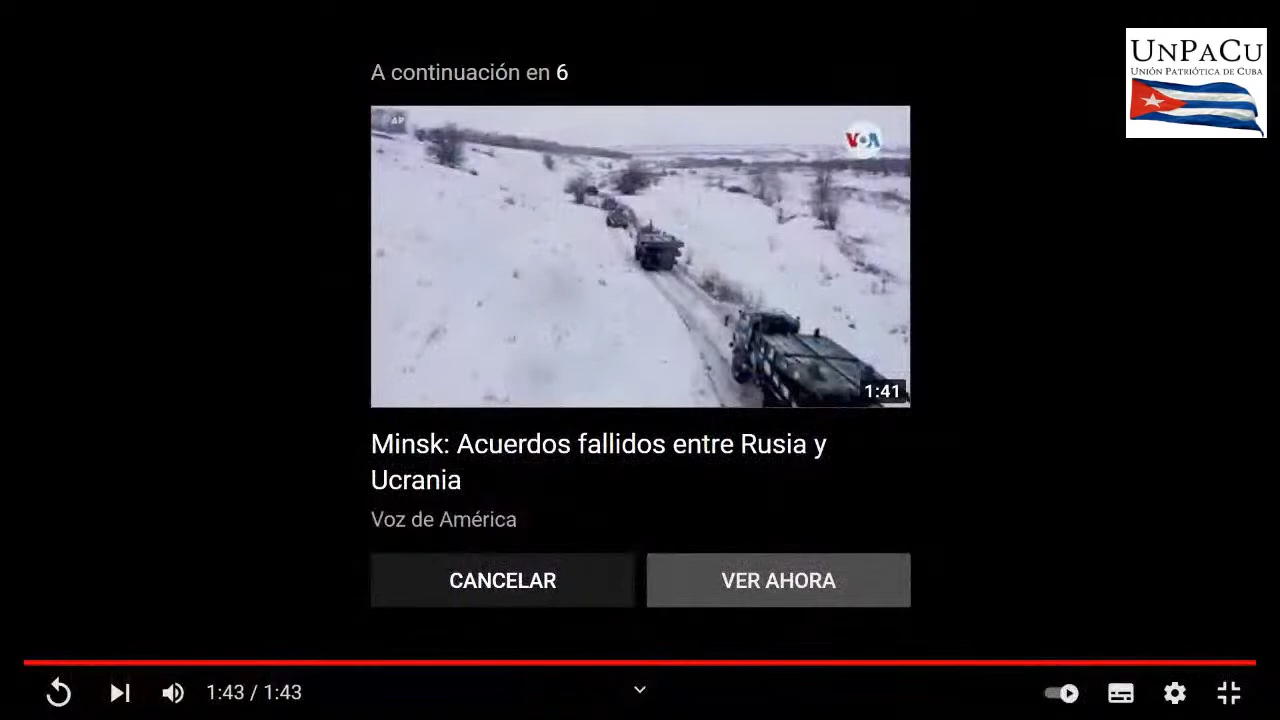 A continuación en 6
UNPACU
UNIÓN PATRIÓTICA DE CUBA
AP
VOA
1:41
Minsk: Acuerdos fallidos entre Rusia y
Ucrania
Voz de América
CANCELAR
VER AHORA
1:43 / 1:43